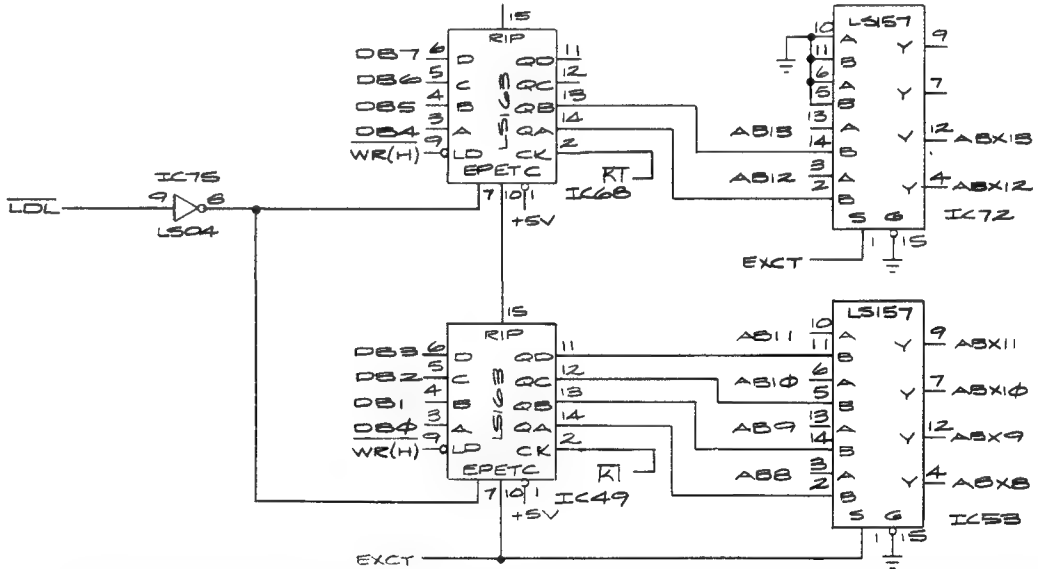 15
RIP
LS163
DB7 6 D QD 11
DB6 5 C QC 12
DB5 4 B QB 13
DB4 3 A QA 14
WR(H) 9 LD CK 2
EPETC
7 10 1 IC68
+5V
RT
LS157
10 A Y 9
11 B
6 A Y 7
5 B
AB13 13 A Y 12 ABX13
14 B
AB12 3 A Y 4 ABX12
2 B
S G IC72
1 15
EXCT
IC75
LDL 9 8
LS04
15
RIP
LS163
DB3 6 D QD 11
DB2 5 C QC 12
DB1 4 B QB 13
DB0 3 A QA 14
WR(H) 9 LD CK 2
EPETC
7 10 1 IC49
+5V
RT
LS157
AB11 10 A Y 9 ABX11
11 B
AB10 6 A Y 7 ABX10
5 B
AB9 13 A Y 12 ABX9
14 B
AB8 3 A Y 4 ABX8
2 B
S G IC53
1 15
EXCT